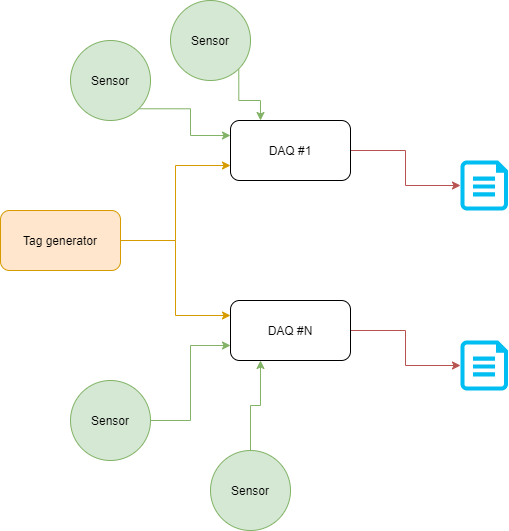 Sensor
Sensor
DAQ #1
Tag generator
DAQ #N
Sensor
Sensor